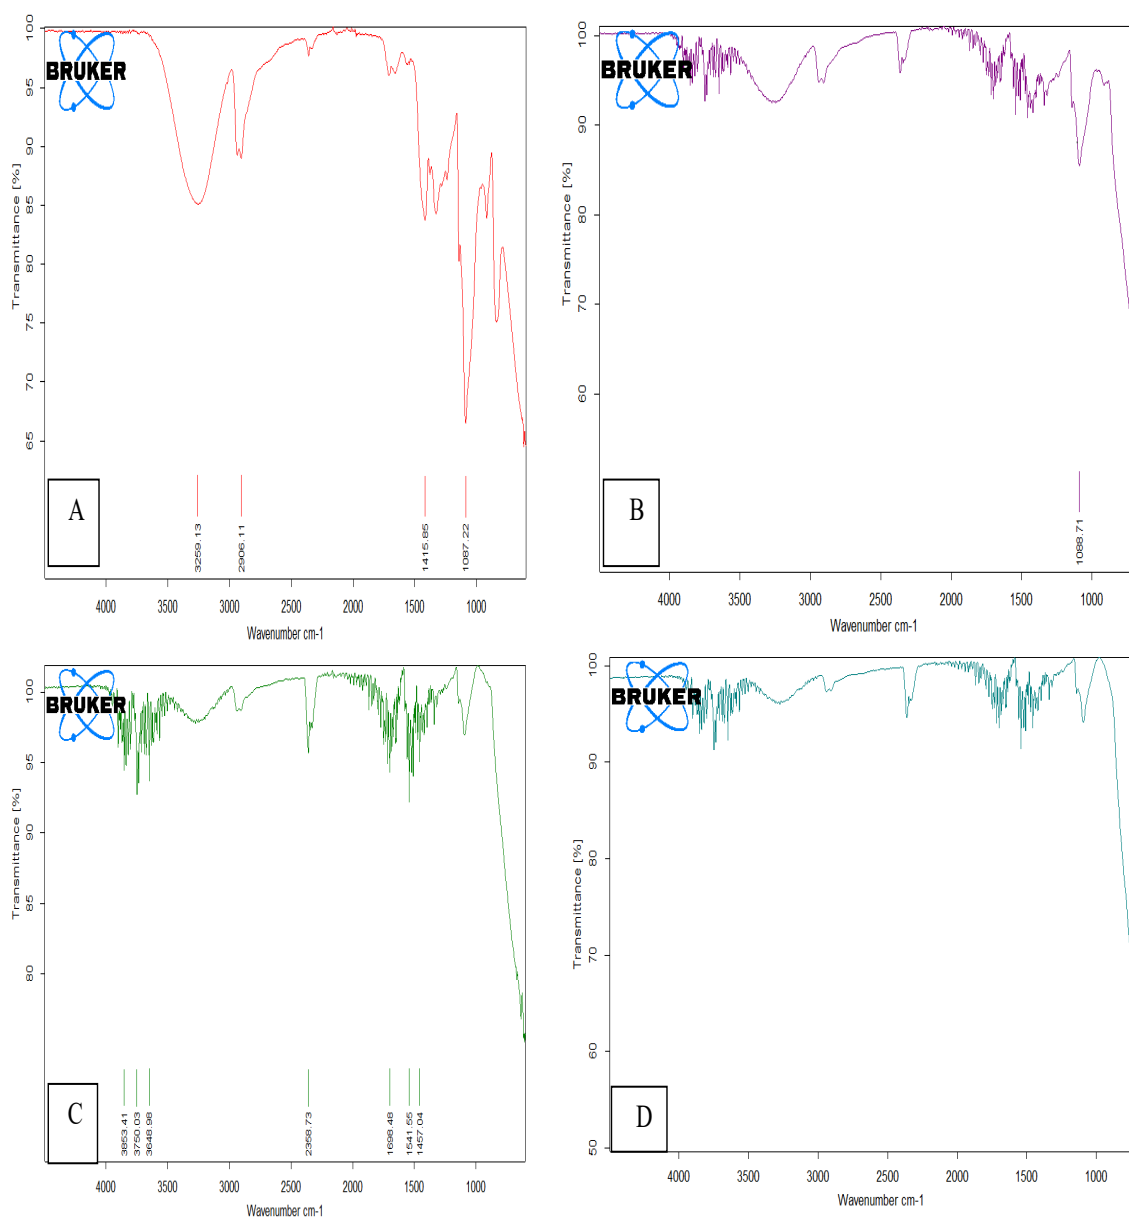 BRUKER
Transmittance [%]
100
95
90
85
80
75
70
65
A
3259.13
2906.11
1415.85
1087.22
4000 3500 3000 2500 2000 1500 1000
Wavenumber cm-1
BRUKER
Transmittance [%]
100
90
80
70
60
B
1088.71
4000 3500 3000 2500 2000 1500 1000
Wavenumber cm-1
BRUKER
Transmittance [%]
100
95
90
85
80
C
3853.41
3750.03
3648.98
2358.73
1698.48
1541.55
1457.04
4000 3500 3000 2500 2000 1500 1000
Wavenumber cm-1
BRUKER
Transmittance [%]
100
90
80
70
60
50
D
4000 3500 3000 2500 2000 1500 1000
Wavenumber cm-1